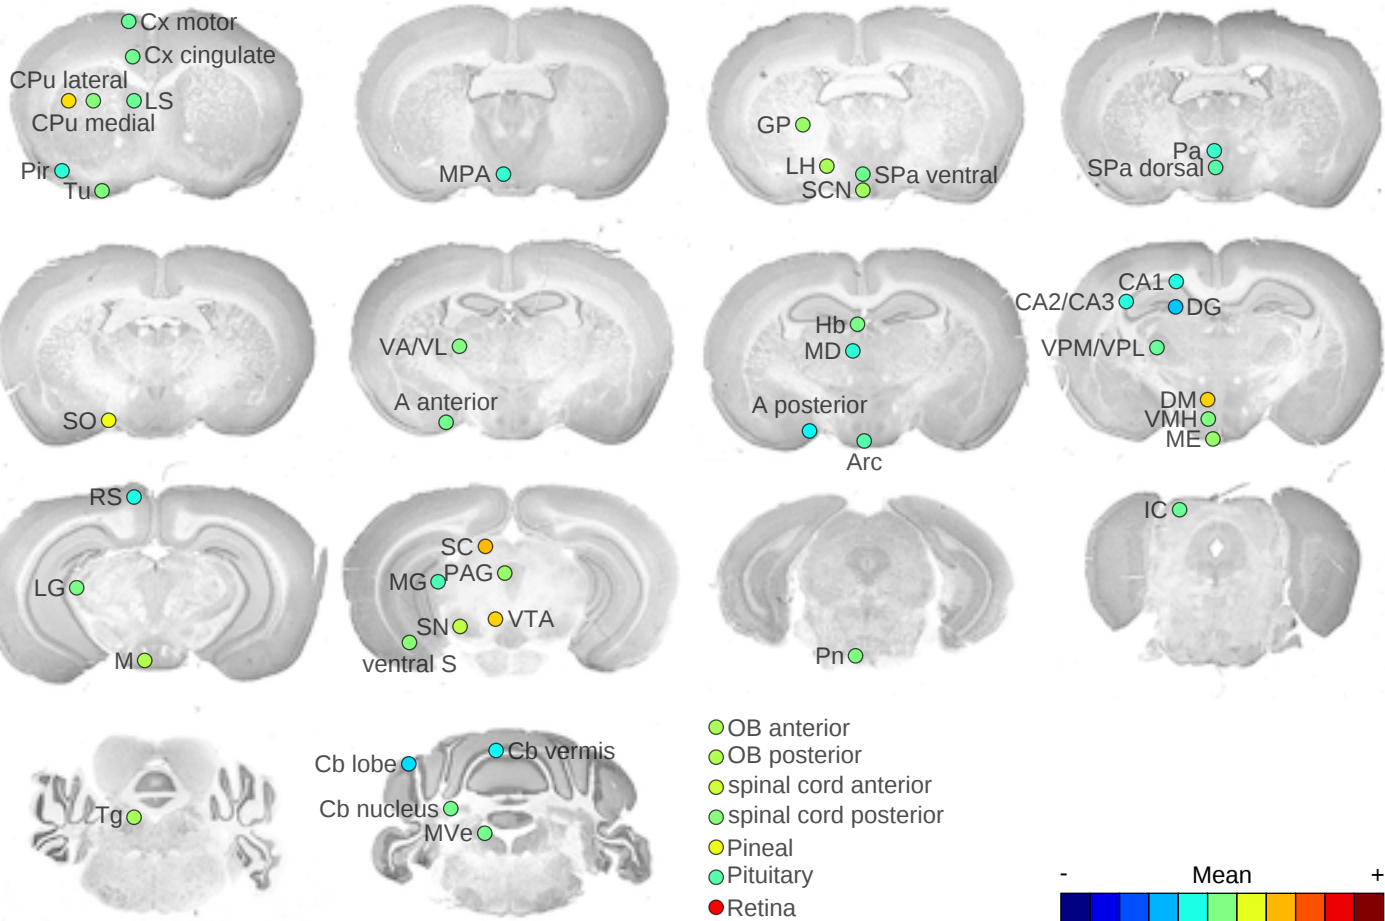 Cx motor
Cx cingulate
CPu lateral
LS
CPu medial
Pir
Tu
MPA
GP
LH
SPa ventral
SCN
Pa
SPa dorsal
SO
VA/VL
A anterior
Hb
MD
A posterior
Arc
CA1
CA2/CA3
DG
VPM/VPL
DM
VMH
ME
RS
LG
M
SC
MG
PAG
SN
VTA
ventral S
Pn
IC
Tg
Cb lobe
Cb vermis
Cb nucleus
MVe
OB anterior
OB posterior
spinal cord anterior
spinal cord posterior
Pineal
Pituitary
Retina
- Mean +